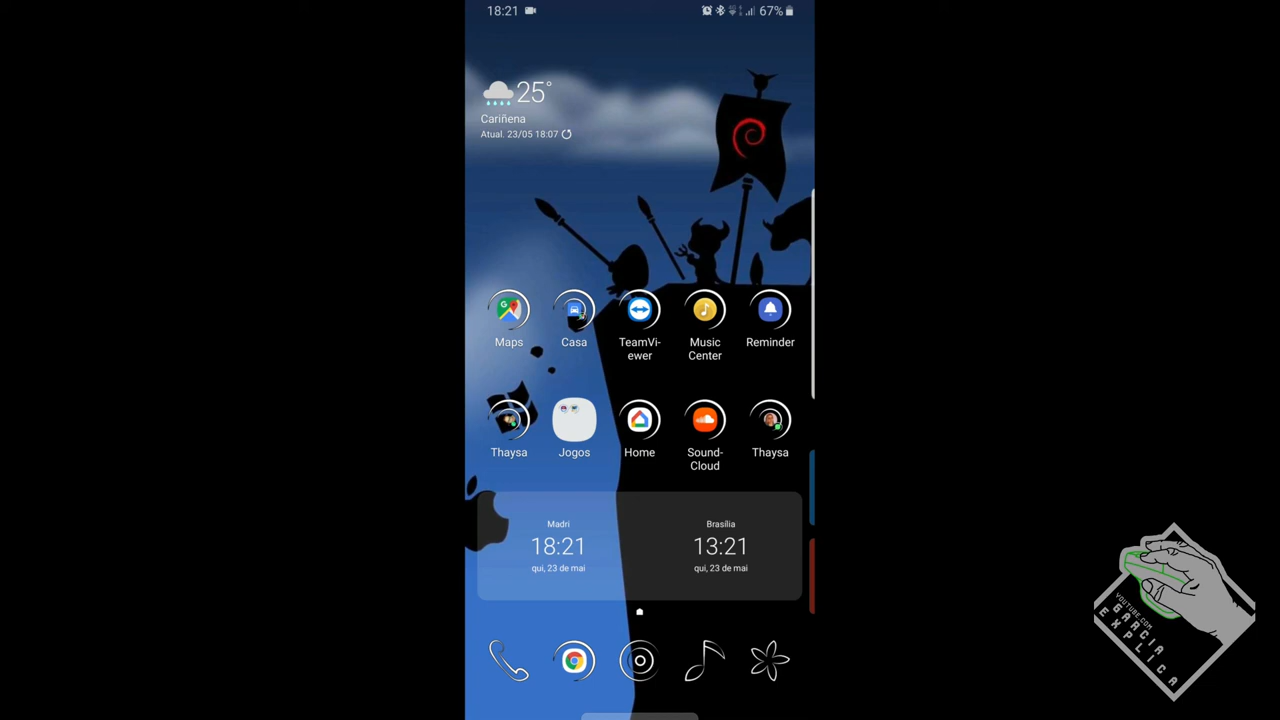 18:21
67%
25°
Cariñena
Atual. 23/05 18:07
Maps
Casa
TeamVi-
ewer
Music
Center
Reminder
Thaysa
Jogos
Home
Sound-
Cloud
Thaysa
Madri
Brasília
18:21
13:21
qui, 23 de mai
qui, 23 de mai
YOUTUBE.COM
GARCIA
EXPLICA